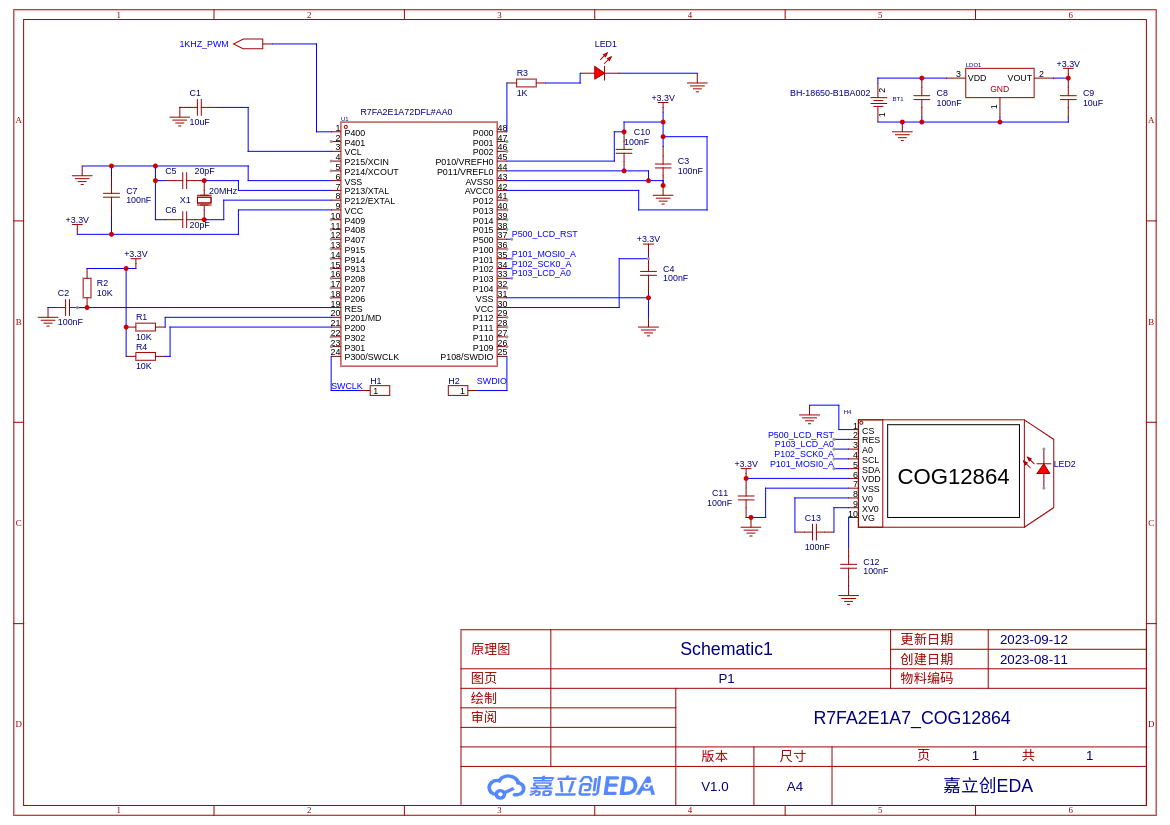 1 2 3 4 5 6
A A
B B
C C
D D
1KHZ_PWM
C1
10uF
R7FA2E1A72DFL#AA0
U1
1 P400
2 P401
3 VCL
4 P215/XCIN
5 P214/XCOUT
6 VSS
7 P213/XTAL
8 P212/EXTAL
9 VCC
10 P409
11 P408
12 P407
13 P915
14 P914
15 P913
16 P208
17 P207
18 P206
19 RES
20 P201/MD
21 P200
22 P302
23 P301
24 P300/SWCLK
P000 48
P001 47
P002 46
P010/VREFH0 45
P011/VREFL0 44
AVSS0 43
AVCC0 42
P012 41
P013 40
P014 39
P015 38
P500 37
P100 36
P101 35
P102 34
P103 33
P104 32
VSS 31
VCC 30
P112 29
P111 28
P110 27
P109 26
P108/SWDIO 25
C5 20pF
X1 20MHz
C6
20pF
C7
100nF
+3.3V
+3.3V
R2
10K
C2
100nF
R1
10K
R4
10K
SWCLK H1
1
H2 SWDIO
1
R3
1K
LED1
+3.3V
C10
100nF
C3
100nF
P500_LCD_RST
P101_MOSI0_A
P102_SCK0_A
P103_LCD_A0
+3.3V
C4
100nF
BH-18650-B1BA002
2
BT1
1
C8
100nF
LDO1
3 VDD VOUT 2
GND
1
+3.3V
C9
10uF
H4
P500_LCD_RST
P103_LCD_A0
P102_SCK0_A
P101_MOSI0_A
1 CS
2 RES
3 A0
4 SCL
5 SDA
6 VDD
7 VSS
8 V0
9 XV0
10 VG
COG12864
LED2
+3.3V
C11
100nF
C13
100nF
C12
100nF
原理图 Schematic1 更新日期 2023-09-12
创建日期 2023-08-11
图页 P1 物料编码
绘制
审阅
R7FA2E1A7_COG12864
版本 尺寸 页 1 共 1
嘉立创EDA V1.0 A4 嘉立创EDA
1 2 3 4 5 6